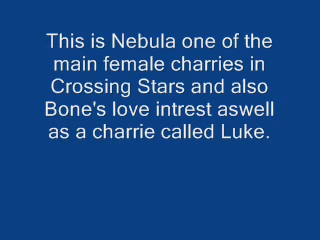 This is Nebula one of the
main female charries in
Crossing Stars and also
Bone's love intrest aswell
as a charrie called Luke.